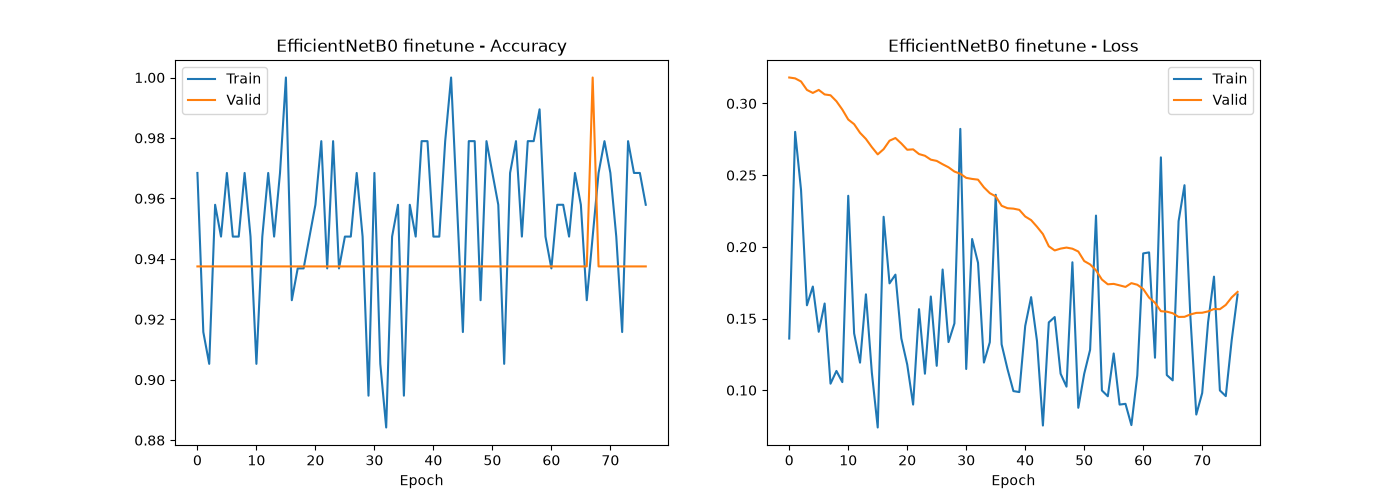 EfficientNetB0 finetune - Accuracy
1.00
0.98
0.96
0.94
0.92
0.90
0.88
Train
Valid
0 10 20 30 40 50 60 70
Epoch
EfficientNetB0 finetune - Loss
0.30
0.25
0.20
0.15
0.10
Train
Valid
0 10 20 30 40 50 60 70
Epoch